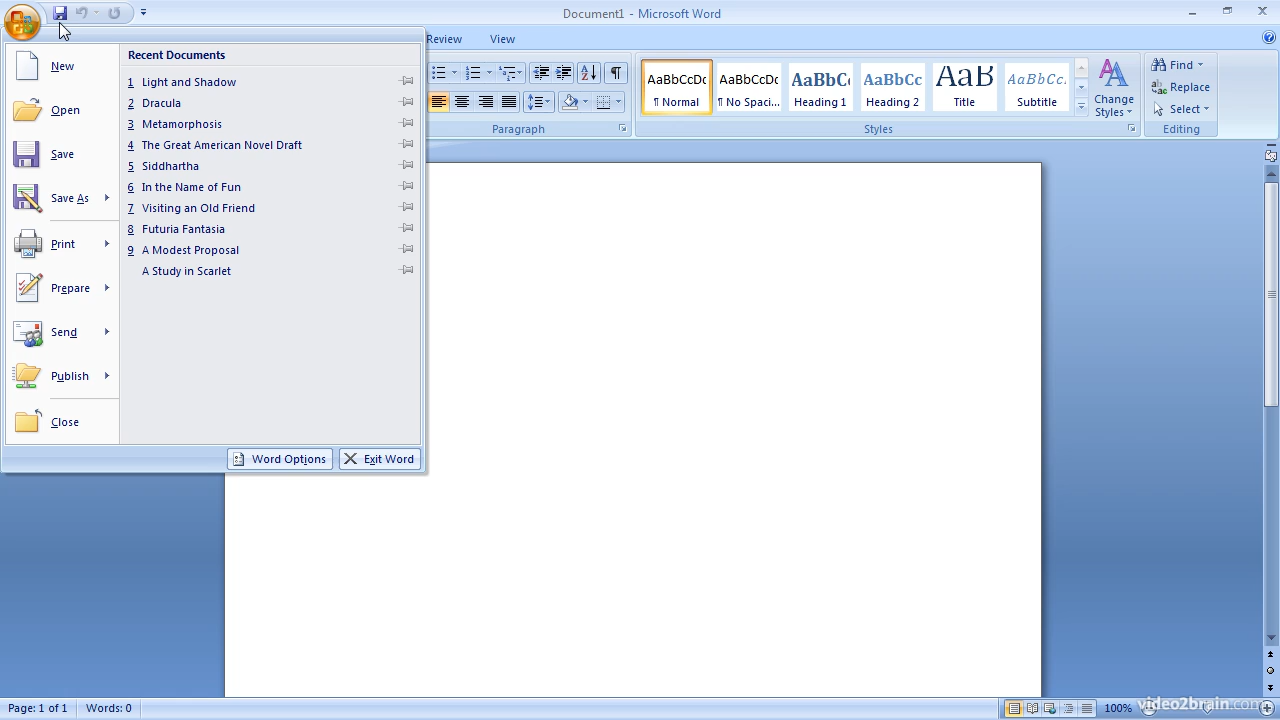 Document1 - Microsoft Word
Review View
New
Open
Save
Save As
Print
Prepare
Send
Publish
Close
Recent Documents
1 Light and Shadow
2 Dracula
3 Metamorphosis
4 The Great American Novel Draft
5 Siddhartha
6 In the Name of Fun
7 Visiting an Old Friend
8 Futuria Fantasia
9 A Modest Proposal
A Study in Scarlet
Word Options
Exit Word
Paragraph
AaBbCcDc
¶ Normal
AaBbCcDc
¶ No Spaci...
AaBbC
Heading 1
AaBbCc
Heading 2
AaB
Title
AaBbCc.
Subtitle
Change
Styles
Styles
Find
Replace
Select
Editing
Page: 1 of 1
Words: 0
100%
video2brain.com